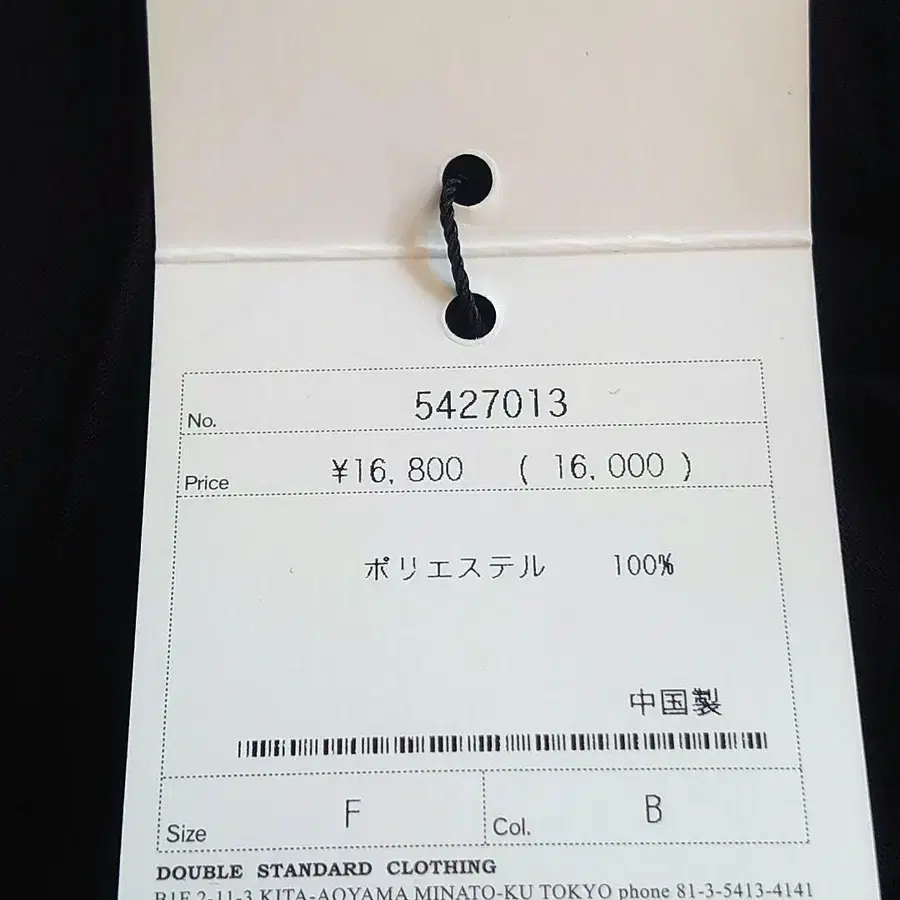 No. 5427013
Price ¥16,800 ( 16,000 )
ポリエステル 100%
中国製
Size F Col. B
DOUBLE STANDARD CLOTHING
B1F 2-11-3 KITA-AOYAMA MINATO-KU TOKYO phone 81-3-5413-4141